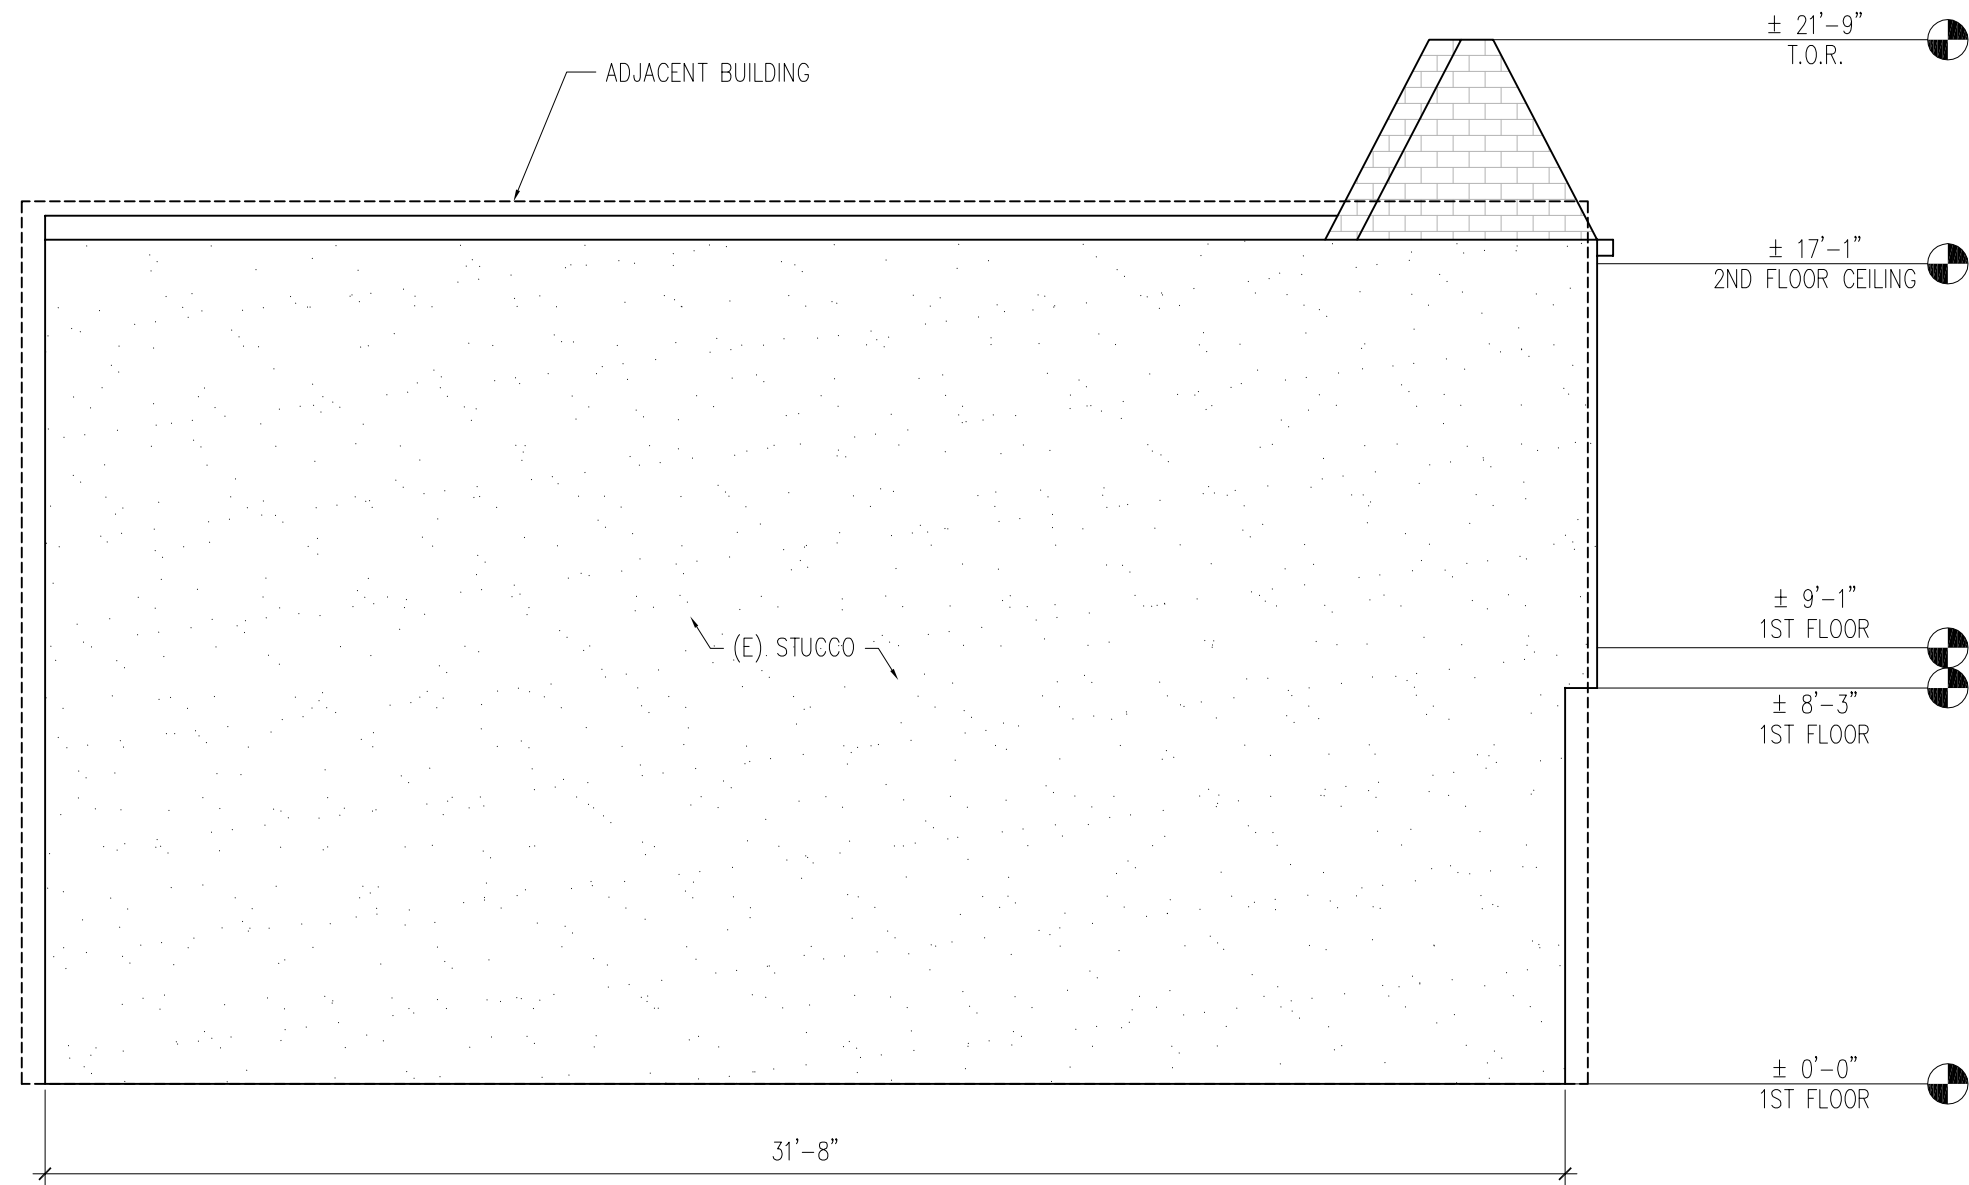 ± 21'-9"
T.O.R.
ADJACENT BUILDING
± 17'-1"
2ND FLOOR CEILING
± 9'-1"
1ST FLOOR
(E) STUCCO
± 8'-3"
1ST FLOOR
± 0'-0"
1ST FLOOR
31'-8"